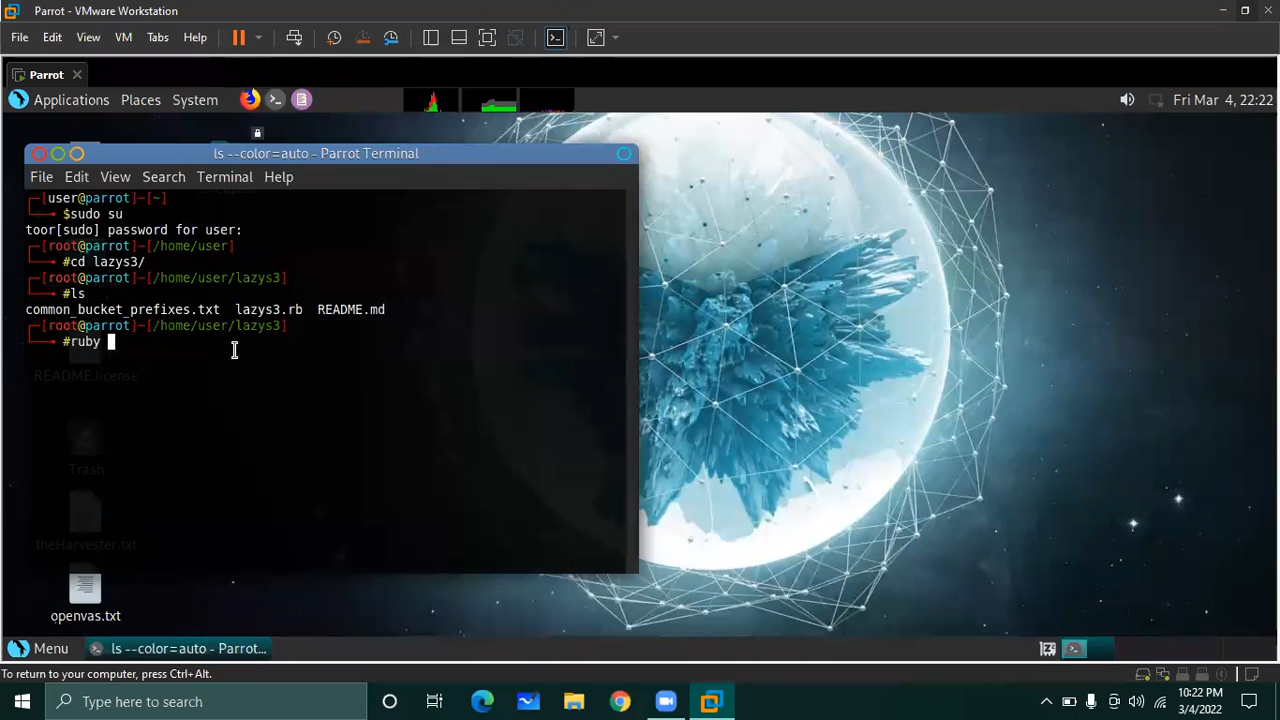 Parrot - VMware Workstation
File Edit View VM Tabs Help
Parrot
Applications Places System
Fri Mar 4, 22:22
ls --color=auto - Parrot Terminal
File Edit View Search Terminal Help
┌─[user@parrot]─[~]
└──╼ $sudo su
toor[sudo] password for user:
┌─[root@parrot]─[/home/user]
└──╼ #cd lazys3/
┌─[root@parrot]─[/home/user/lazys3]
└──╼ #ls
common_bucket_prefixes.txt lazys3.rb README.md
┌─[root@parrot]─[/home/user/lazys3]
└──╼ #ruby
README.license
Trash
theHarvester.txt
openvas.txt
Menu
ls --color=auto - Parrot...
To return to your computer, press Ctrl+Alt.
Type here to search
10:22 PM
3/4/2022